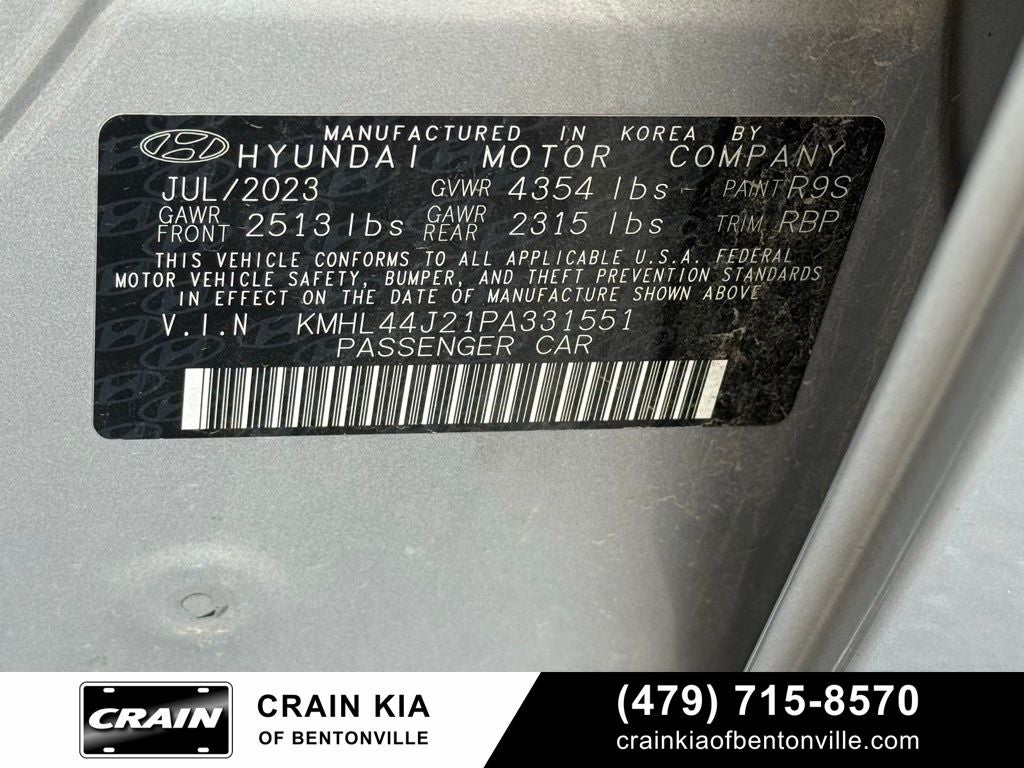 MANUFACTURED IN KOREA BY
HYUNDAI MOTOR COMPANY
JUL/2023 GVWR 4354 lbs PAINT R9S
GAWR FRONT 2513 lbs GAWR REAR 2315 lbs TRIM RBP
THIS VEHICLE CONFORMS TO ALL APPLICABLE U.S.A. FEDERAL
MOTOR VEHICLE SAFETY, BUMPER, AND THEFT PREVENTION STANDARDS
IN EFFECT ON THE DATE OF MANUFACTURE SHOWN ABOVE
V.I.N KMHL44J21PA331551
PASSENGER CAR
CRAIN
CRAIN KIA
OF BENTONVILLE
(479) 715-8570
crainkiaofbentonville.com